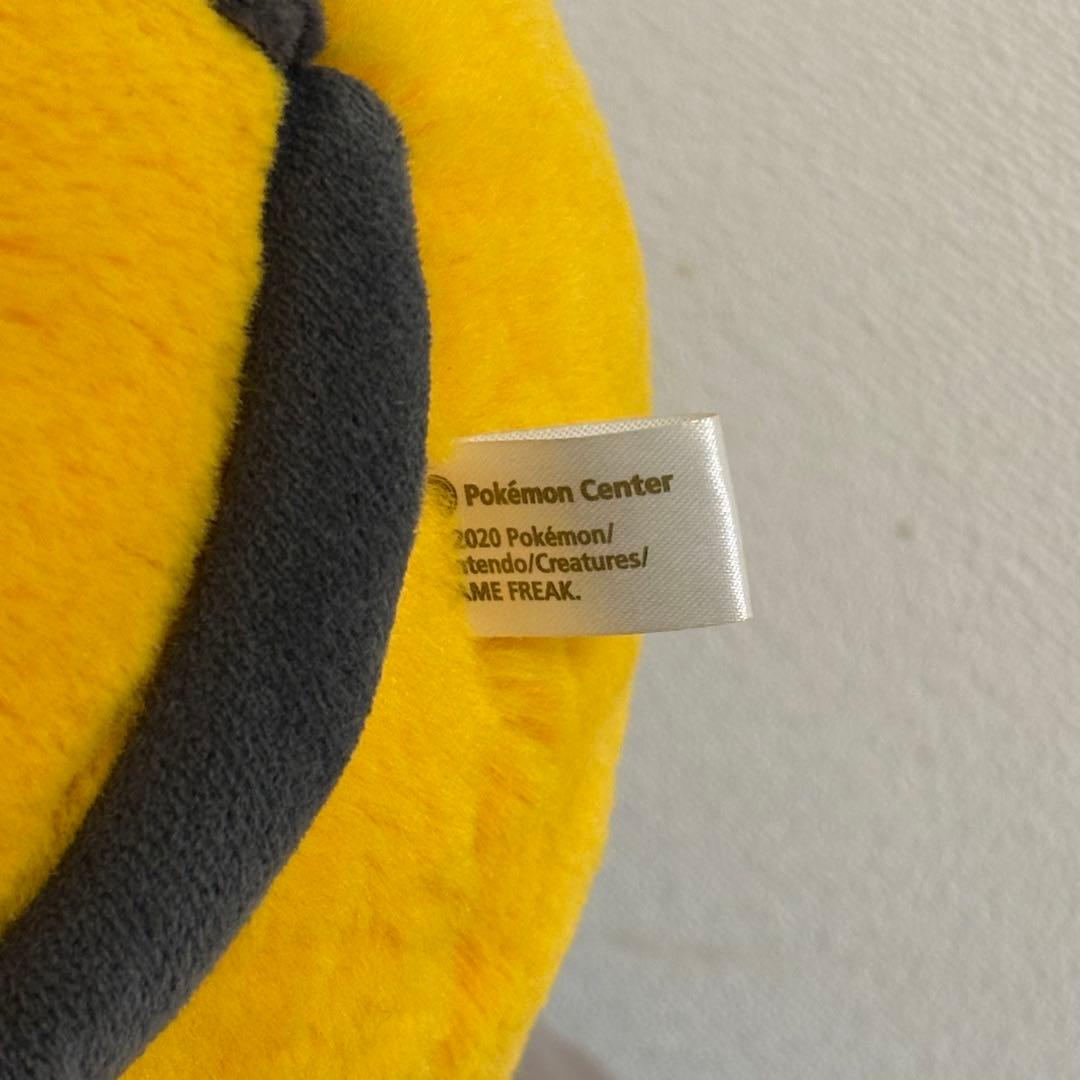 Pokémon Center
2020 Pokémon/
ntendo/Creatures/
AME FREAK.